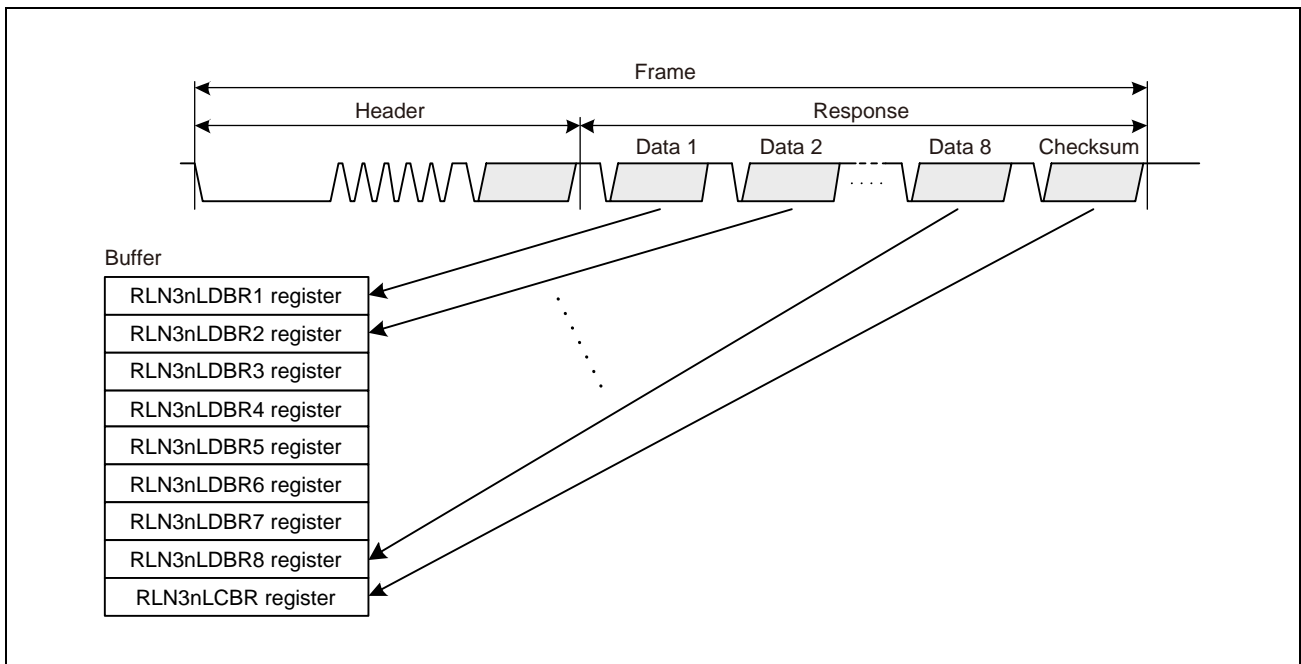 Frame
Header Response
Data 1 Data 2 Data 8 Checksum
Buffer
RLN3nLDBR1 register
RLN3nLDBR2 register
RLN3nLDBR3 register
RLN3nLDBR4 register
RLN3nLDBR5 register
RLN3nLDBR6 register
RLN3nLDBR7 register
RLN3nLDBR8 register
RLN3nLCBR register